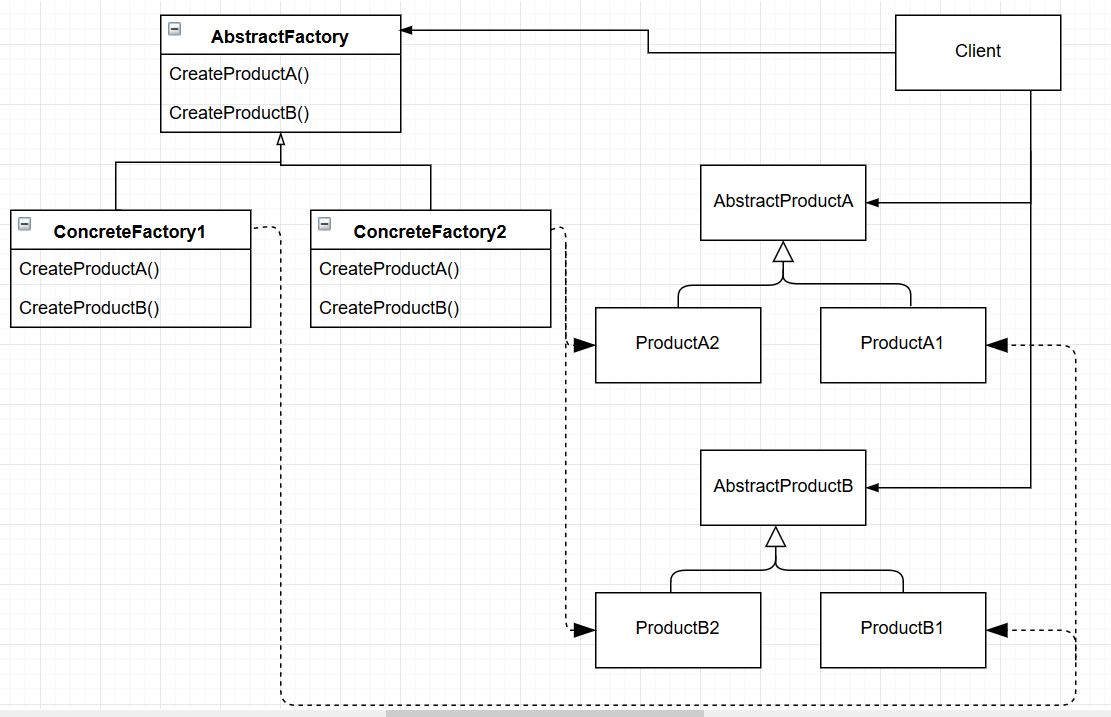 AbstractFactory
CreateProductA()
CreateProductB()
Client
AbstractProductA
ConcreteFactory1
CreateProductA()
CreateProductB()
ConcreteFactory2
CreateProductA()
CreateProductB()
ProductA2
ProductA1
AbstractProductB
ProductB2
ProductB1